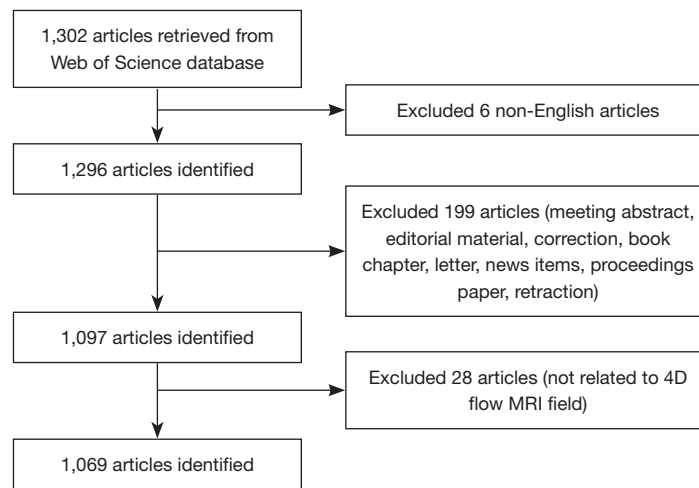 1,302 articles retrieved from
Web of Science database
Excluded 6 non-English articles
1,296 articles identified
Excluded 199 articles (meeting abstract,
editorial material, correction, book
chapter, letter, news items, proceedings
paper, retraction)
1,097 articles identified
Excluded 28 articles (not related to 4D
flow MRI field)
1,069 articles identified